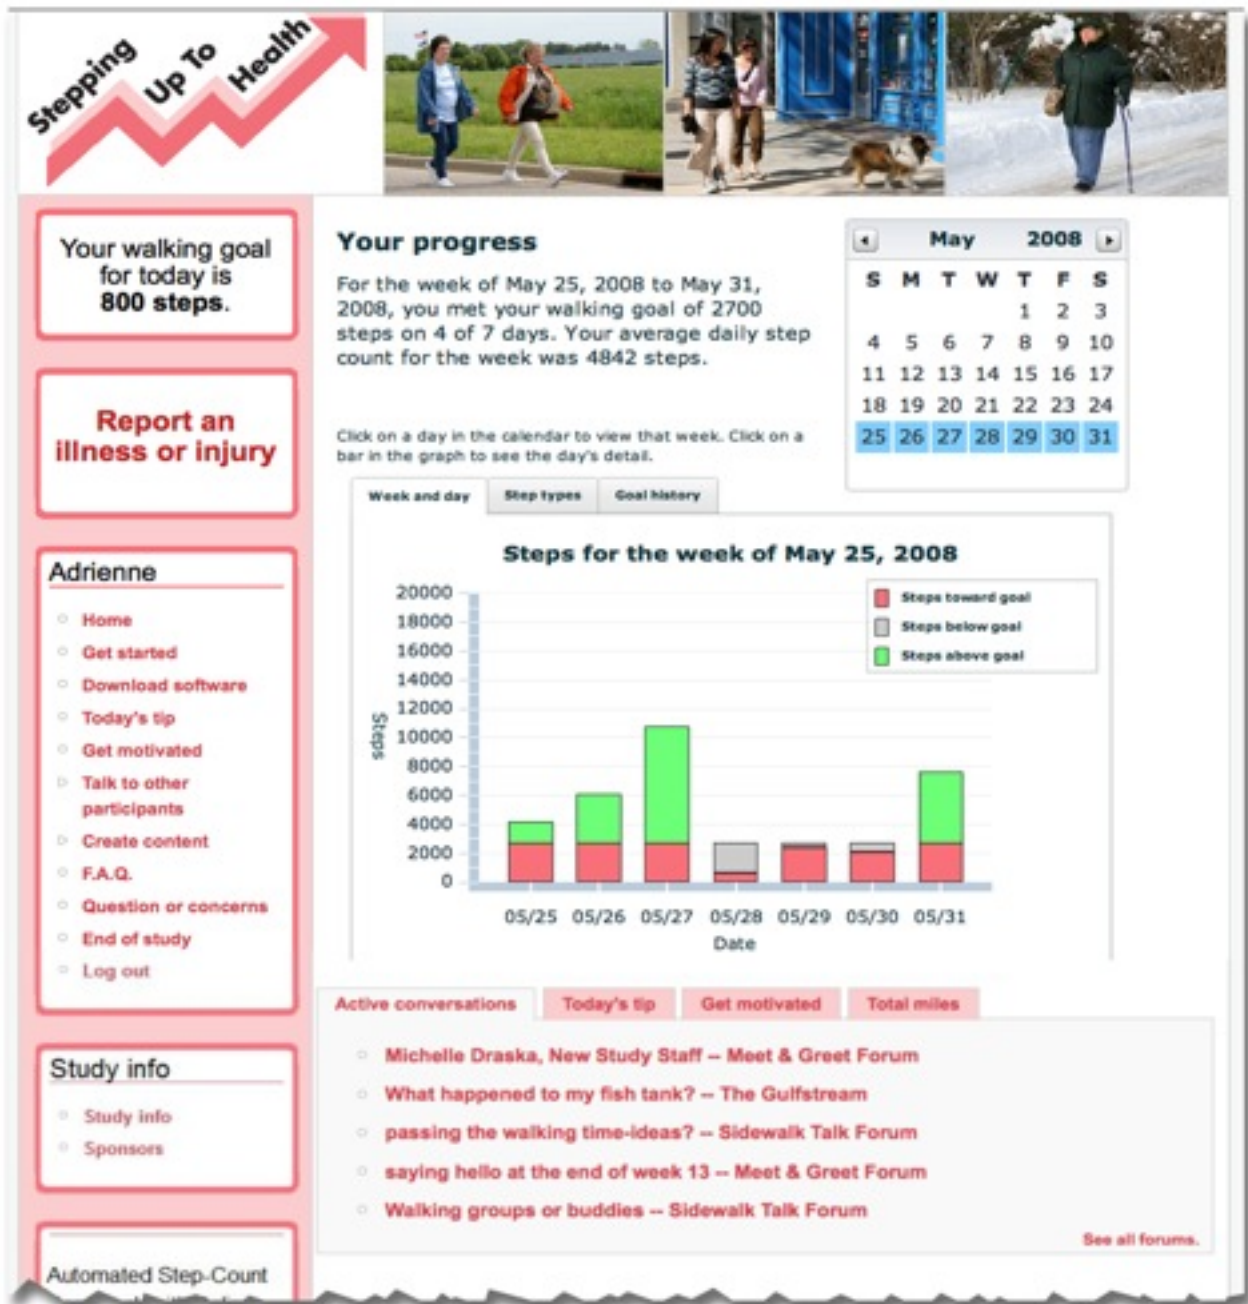 Stepping
Up To
Health
Your walking goal
for today is
800 steps.
Report an
illness or injury
Adrienne
Home
Get started
Download software
Today's tip
Get motivated
Talk to other
participants
Create content
F.A.Q.
Question or concerns
End of study
Log out
Study info
Study info
Sponsors
Automated Step-Count
Your progress
For the week of May 25, 2008 to May 31,
2008, you met your walking goal of 2700
steps on 4 of 7 days. Your average daily step
count for the week was 4842 steps.
Click on a day in the calendar to view that week. Click on a
bar in the graph to see the day's detail.
May 2008
S M T W T F S
1 2 3
4 5 6 7 8 9 10
11 12 13 14 15 16 17
18 19 20 21 22 23 24
25 26 27 28 29 30 31
Week and day Step types Goal history
Steps for the week of May 25, 2008
Steps toward goal
Steps below goal
Steps above goal
20000
18000
16000
14000
12000
10000
8000
6000
4000
2000
0
Steps
05/25 05/26 05/27 05/28 05/29 05/30 05/31
Date
Active conversations Today's tip Get motivated Total miles
Michelle Draska, New Study Staff -- Meet & Greet Forum
What happened to my fish tank? -- The Gulfstream
passing the walking time-ideas? -- Sidewalk Talk Forum
saying hello at the end of week 13 -- Meet & Greet Forum
Walking groups or buddies -- Sidewalk Talk Forum
See all forums.